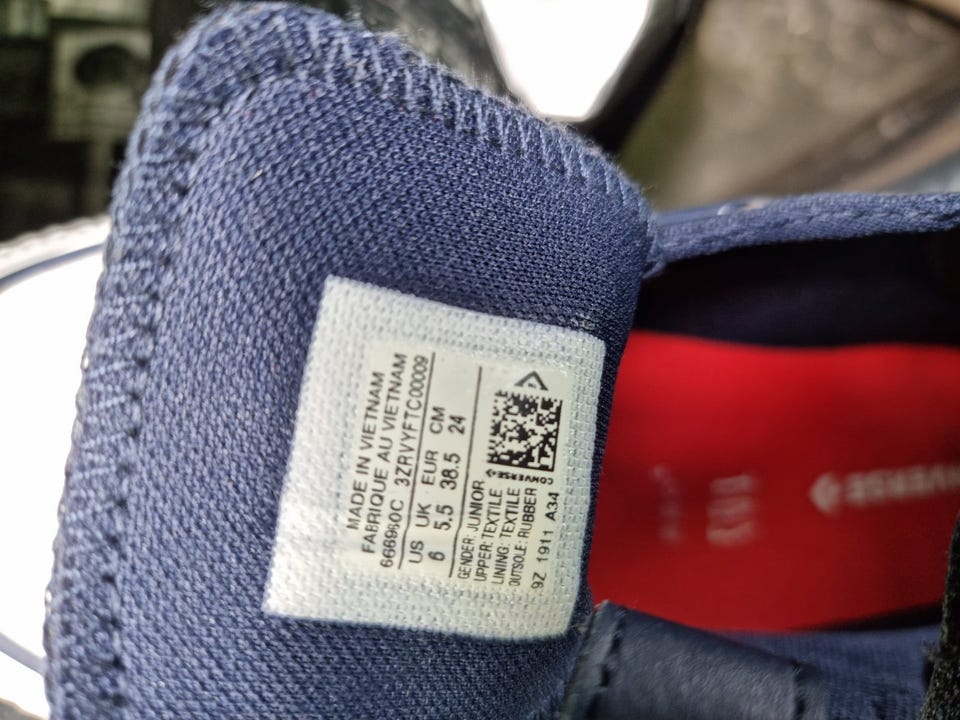 MADE IN VIETNAM
FABRIQUE AU VIETNAM
666960C 3ZRVYFTC00009
US UK EUR CM
6 5.5 38.5 24
GENDER: JUNIOR
UPPER: TEXTILE
LINING: TEXTILE
OUTSOLE: RUBBER
9Z 1911 A34
CONVERSE